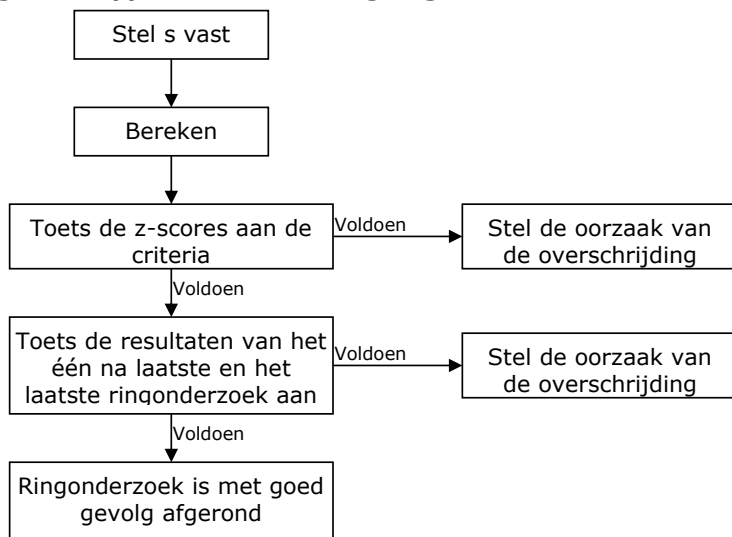 Stel s vast
Bereken
Toets de z-scores aan de
criteria
Voldoen
Stel de oorzaak van
de overschrijding
Voldoen
Toets de resultaten van het
één na laatste en het
laatste ringonderzoek aan
Voldoen
Stel de oorzaak van
de overschrijding
Voldoen
Ringonderzoek is met goed
gevolg afgerond